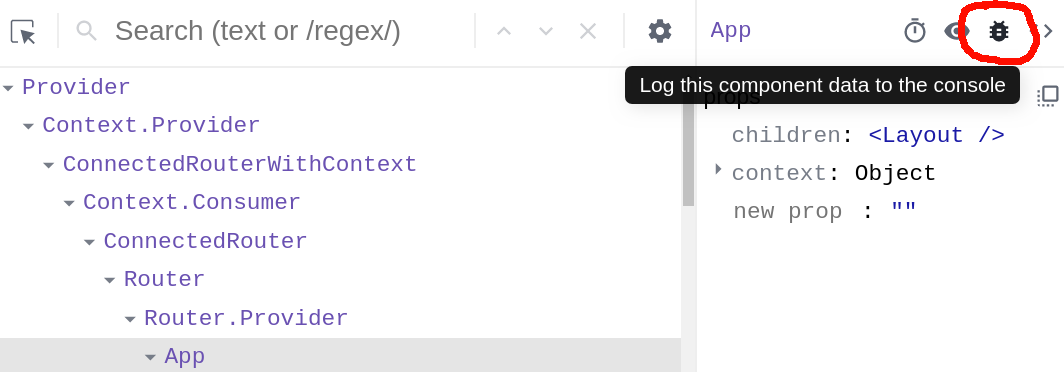 Search (text or /regex/)
App
Log this component data to the console
Provider
props
Context.Provider
children: <Layout />
ConnectedRouterWithContext
context: Object
Context.Consumer
new prop : ""
ConnectedRouter
Router
Router.Provider
App